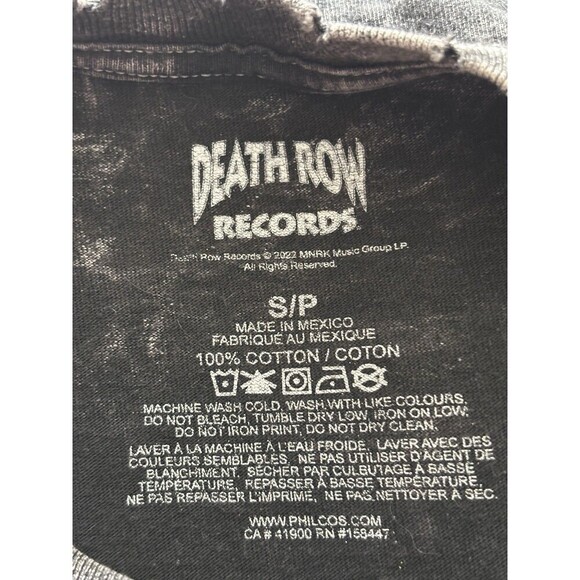 DEATH ROW
RECORDS
Death Row Records © 2022 MNRK Music Group LP.
All Rights Reserved.
S/P
MADE IN MEXICO
FABRIQUÉ AU MEXIQUE
100% COTTON / COTON
MACHINE WASH COLD, WASH WITH LIKE COLOURS,
DO NOT BLEACH, TUMBLE DRY LOW, IRON ON LOW;
DO NOT IRON PRINT, DO NOT DRY CLEAN.
LAVER À LA MACHINE À L'EAU FROIDE, LAVER AVEC DES
COULEURS SEMBLABLES, NE PAS UTILISER D'AGENT DE
BLANCHIMENT, SÉCHER PAR CULBUTAGE À BASSE
TEMPÉRATURE, REPASSER À BASSE TEMPÉRATURE,
NE PAS REPASSER L'IMPRIMÉ, NE PAS NETTOYER À SEC.
WWW.PHILCOS.COM
CA# 41900 RN #158447